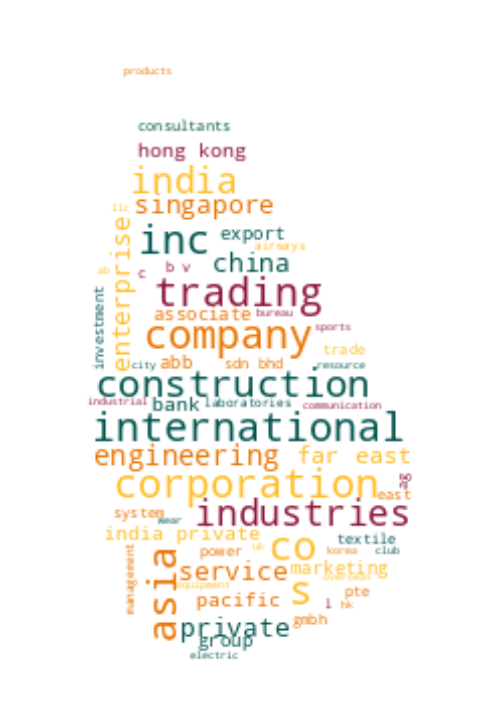 products
consultants
hong kong
india
llc
singapore
enterprise
inc
export
airways
china
ab
c
b v
trading
investment
associate
bureau
company
sports
trade
city
abb
sdn bhd
resource
construction
industrial
bank
laboratories
communication
international
engineering
far east
corporation
east
system
wear
industries
india private
textile
management
asia
power
uk
co
korea
club
service
marketing
overseas
equipment
s
pte
pacific
l
hk
private
gmbh
group
electric